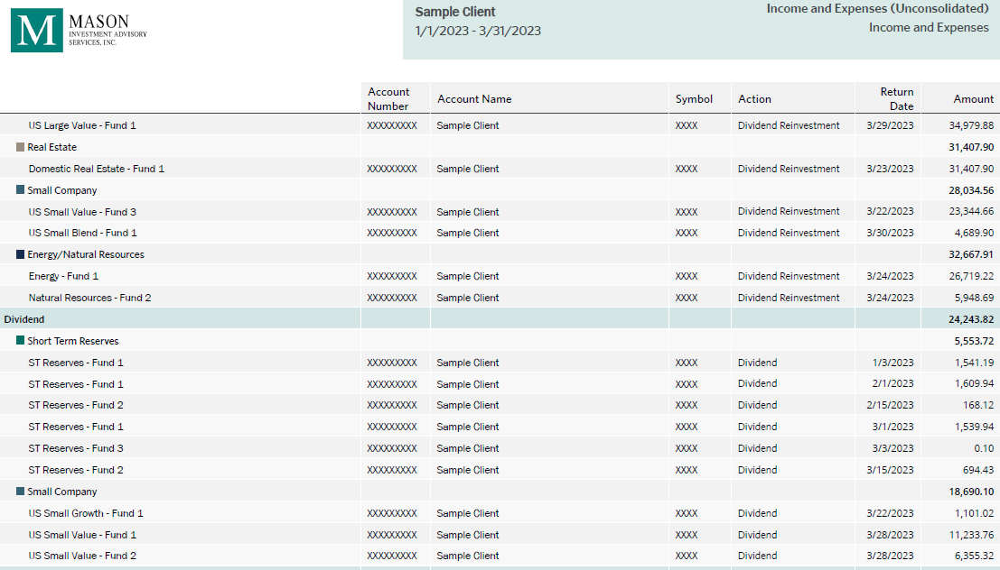 M MASON
INVESTMENT ADVISORY
SERVICES, INC.
Sample Client
1/1/2023 - 3/31/2023
Income and Expenses (Unconsolidated)
Income and Expenses
Account Number Account Name Symbol Action Return Date Amount
US Large Value - Fund 1 XXXXXXXXX Sample Client XXXX Dividend Reinvestment 3/29/2023 34,979.88
Real Estate 31,407.90
Domestic Real Estate - Fund 1 XXXXXXXXX Sample Client XXXX Dividend Reinvestment 3/23/2023 31,407.90
Small Company 28,034.56
US Small Value - Fund 3 XXXXXXXXX Sample Client XXXX Dividend Reinvestment 3/22/2023 23,344.66
US Small Blend - Fund 1 XXXXXXXXX Sample Client XXXX Dividend Reinvestment 3/30/2023 4,689.90
Energy/Natural Resources 32,667.91
Energy - Fund 1 XXXXXXXXX Sample Client XXXX Dividend Reinvestment 3/24/2023 26,719.22
Natural Resources - Fund 2 XXXXXXXXX Sample Client XXXX Dividend Reinvestment 3/24/2023 5,948.69
Dividend 24,243.82
Short Term Reserves 5,553.72
ST Reserves - Fund 1 XXXXXXXXX Sample Client XXXX Dividend 1/3/2023 1,541.19
ST Reserves - Fund 1 XXXXXXXXX Sample Client XXXX Dividend 2/1/2023 1,609.94
ST Reserves - Fund 2 XXXXXXXXX Sample Client XXXX Dividend 2/15/2023 168.12
ST Reserves - Fund 1 XXXXXXXXX Sample Client XXXX Dividend 3/1/2023 1,539.94
ST Reserves - Fund 3 XXXXXXXXX Sample Client XXXX Dividend 3/3/2023 0.10
ST Reserves - Fund 2 XXXXXXXXX Sample Client XXXX Dividend 3/15/2023 694.43
Small Company 18,690.10
US Small Growth - Fund 1 XXXXXXXXX Sample Client XXXX Dividend 3/22/2023 1,101.02
US Small Value - Fund 1 XXXXXXXXX Sample Client XXXX Dividend 3/28/2023 11,233.76
US Small Value - Fund 2 XXXXXXXXX Sample Client XXXX Dividend 3/28/2023 6,355.32